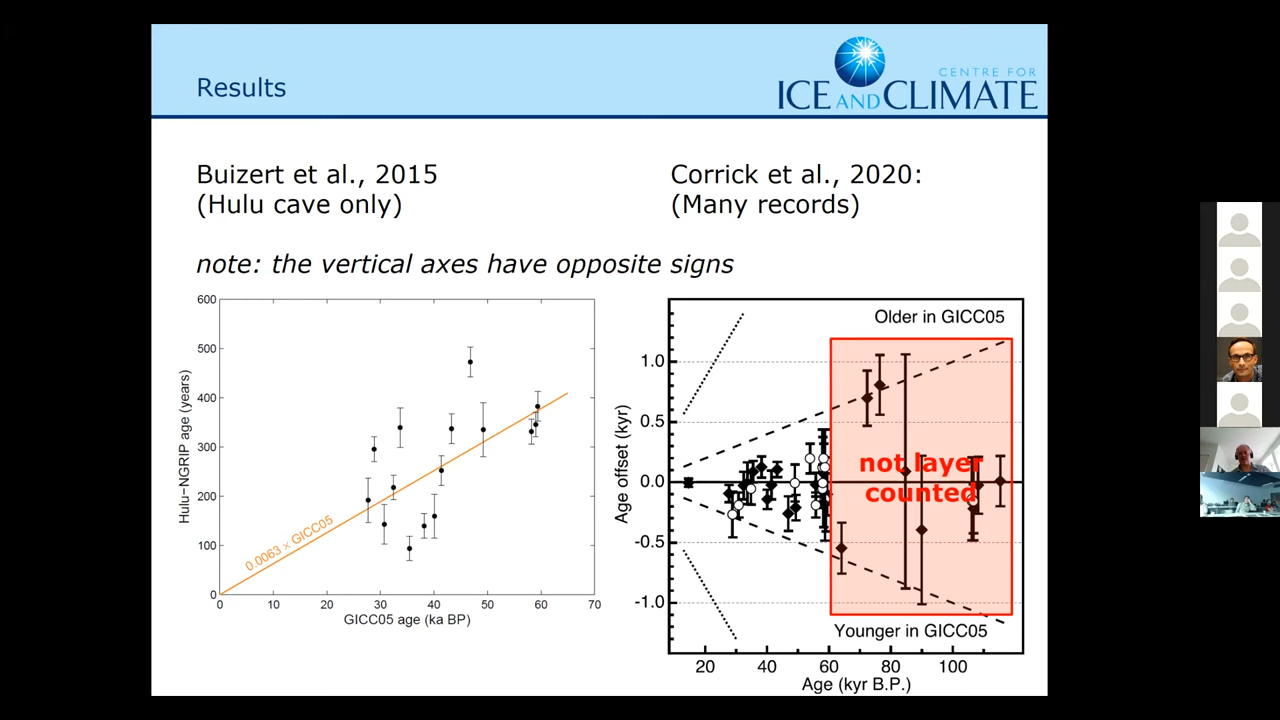 Results
CENTRE FOR
ICE AND CLIMATE
Buizert et al., 2015
(Hulu cave only)
Corrick et al., 2020:
(Many records)
note: the vertical axes have opposite signs
Hulu−NGRIP age (years)
600
500
400
300
200
100
0
0.0063 × GICC05
0 10 20 30 40 50 60 70
GICC05 age (ka BP)
Age offset (kyr)
1.0
0.5
0.0
-0.5
-1.0
Older in GICC05
not layer
counted
Younger in GICC05
20 40 60 80 100
Age (kyr B.P.)